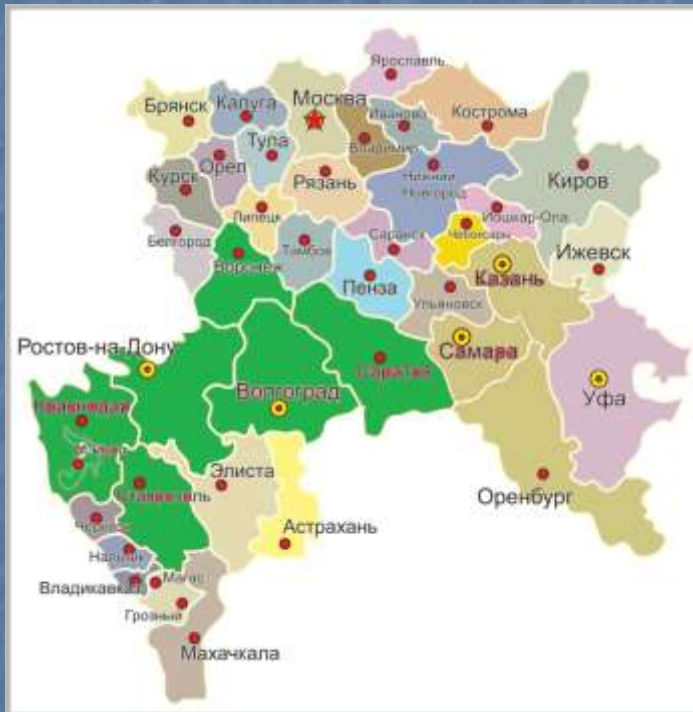 Ярославль
Москва
Брянск
Калуга
Иваново
Кострома
Владимир
Тула
Орел
Рязань
Нижний
Новгород
Киров
Курск
Липецк
Йошкар-Ола
Чебоксары
Белгород
Тамбов
Саранск
Ижевск
Воронеж
Казань
Пенза
Ульяновск
Ростов-на-Дону
Самара
Саратов
Волгоград
Уфа
Краснодар
Майкоп
Элиста
Ставрополь
Оренбург
Астрахань
Черкесск
Нальчик
Магас
Владикавказ
Грозный
Махачкала